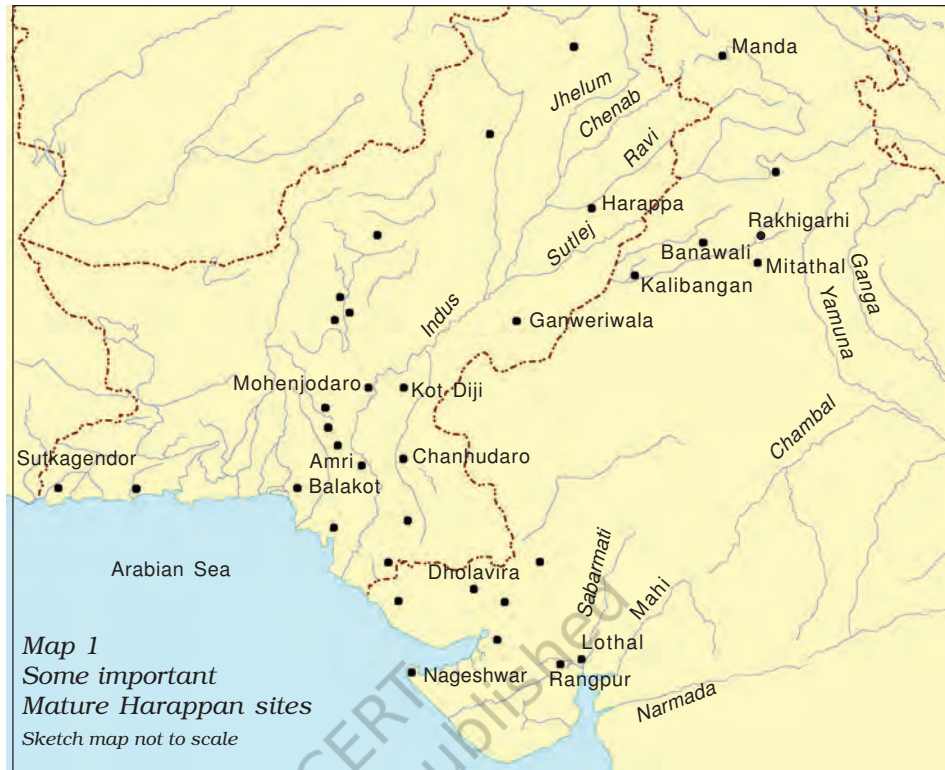 Manda
Jhelum
Chenab
Ravi
Harappa
Rakhigarhi
Sutlej
Banawali
Mitathal
Ganga
Kalibangan
Yamuna
Indus
Ganweriwala
Mohenjodaro
Kot Diji
Chambal
Sutkagendor
Amri
Chanhudaro
Balakot
Arabian Sea
Dholavira
Sabarmati
Mahi
Lothal
Nageshwar
Rangpur
Narmada
Map 1
Some important
Mature Harappan sites
Sketch map not to scale
CERT
ublished